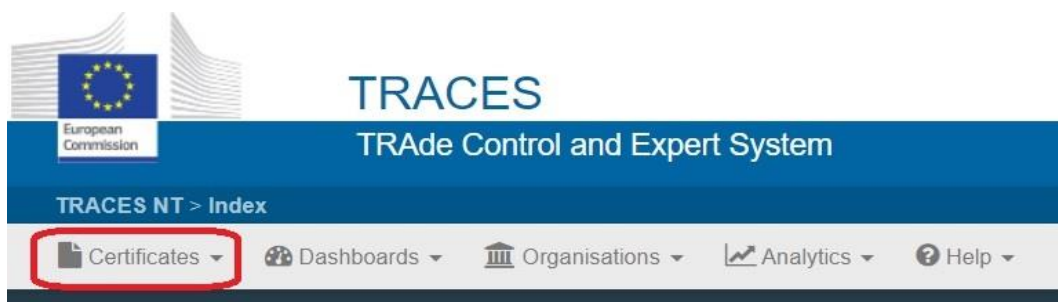 European
Commission
TRACES
TRAde Control and Expert System
TRACES NT > Index
Certificates Dashboards Organisations Analytics Help